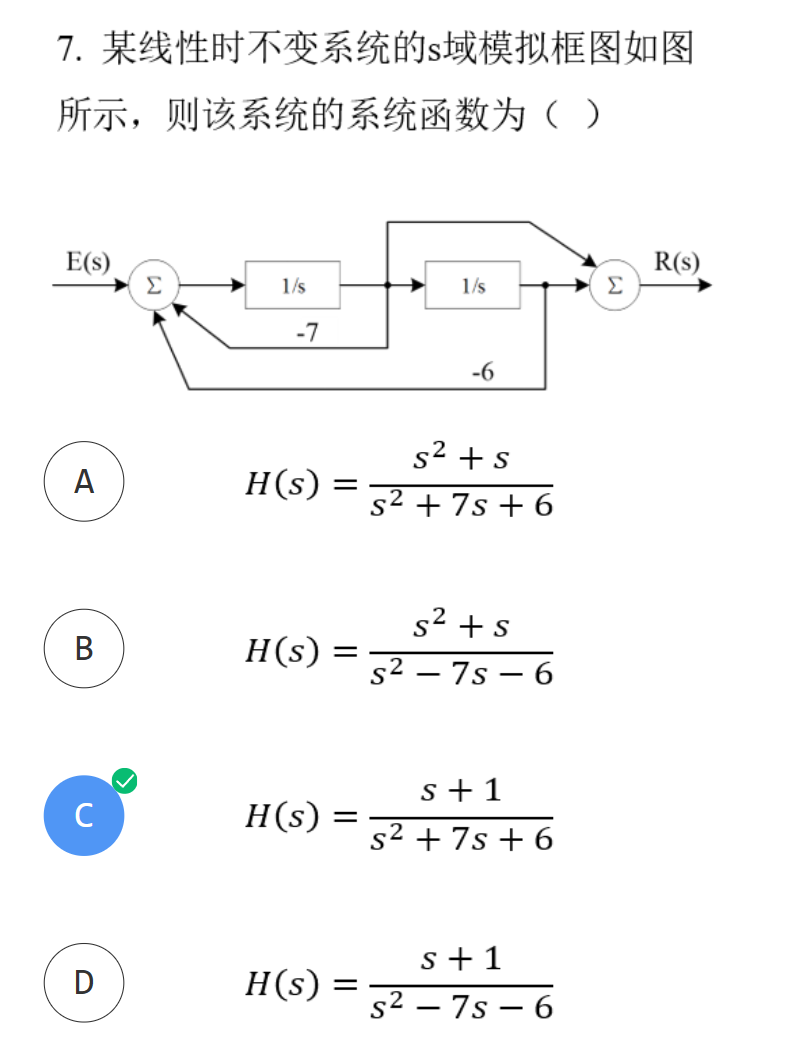 7. 某线性时不变系统的s域模拟框图如图
所示，则该系统的系统函数为（ ）
E(s) Σ 1/s 1/s Σ R(s)
-7
-6
A H(s) = (s² + s)/(s² + 7s + 6)
B H(s) = (s² + s)/(s² − 7s − 6)
C H(s) = (s + 1)/(s² + 7s + 6)
D H(s) = (s + 1)/(s² − 7s − 6)